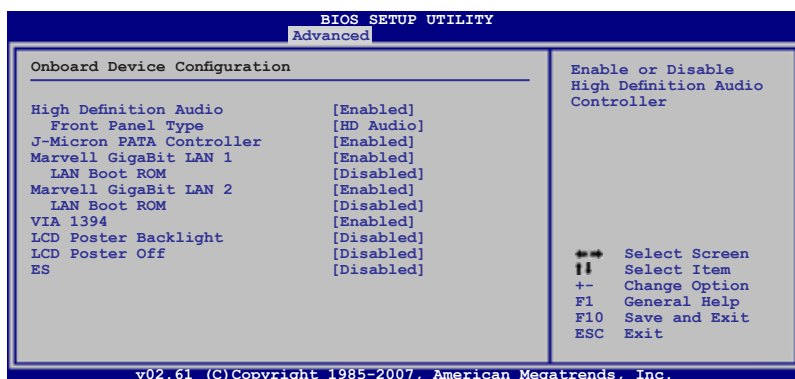 BIOS SETUP UTILITY
Advanced
Onboard Device Configuration
High Definition Audio [Enabled]
Front Panel Type [HD Audio]
J-Micron PATA Controller [Enabled]
Marvell GigaBit LAN 1 [Enabled]
LAN Boot ROM [Disabled]
Marvell GigaBit LAN 2 [Enabled]
LAN Boot ROM [Disabled]
VIA 1394 [Enabled]
LCD Poster Backlight [Disabled]
LCD Poster Off [Disabled]
ES [Disabled]
Enable or Disable
High Definition Audio
Controller
←→ Select Screen
↑↓ Select Item
+- Change Option
F1 General Help
F10 Save and Exit
ESC Exit
v02.61 (C)Copyright 1985-2007, American Megatrends, Inc.